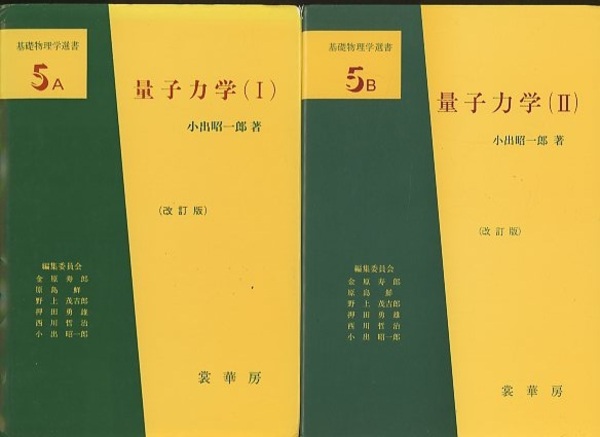 基礎物理学選書
5A
量子力学(I)
小出昭一郎 著
(改訂版)
編集委員会
金原寿郎
原島鮮
野上茂吉郎
押田勇雄
西川哲治
小出昭一郎
裳華房
基礎物理学選書
5B
量子力学(II)
小出昭一郎 著
(改訂版)
編集委員会
金原寿郎
原島鮮
野上茂吉郎
押田勇雄
西川哲治
小出昭一郎
裳華房